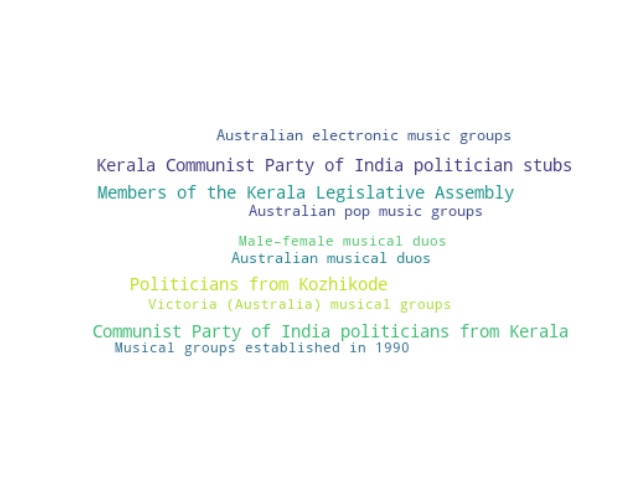 Australian electronic music groups
Kerala Communist Party of India politician stubs
Members of the Kerala Legislative Assembly
Australian pop music groups
Male–female musical duos
Australian musical duos
Politicians from Kozhikode
Victoria (Australia) musical groups
Communist Party of India politicians from Kerala
Musical groups established in 1990